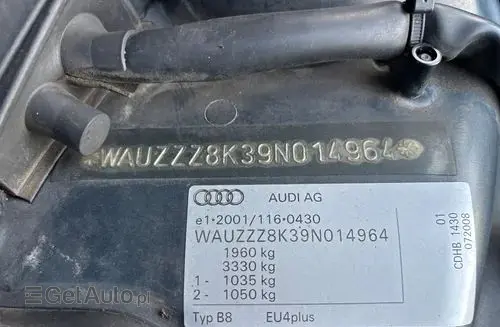 *WAUZZZ8K39N014964*
AUDI AG
e1*2001/116*0430
WAUZZZ8K39N014964
1960 kg
3330 kg
1- 1035 kg
2- 1050 kg
Typ B8 EU4plus
CDHB 1430
072008
01
GetAuto